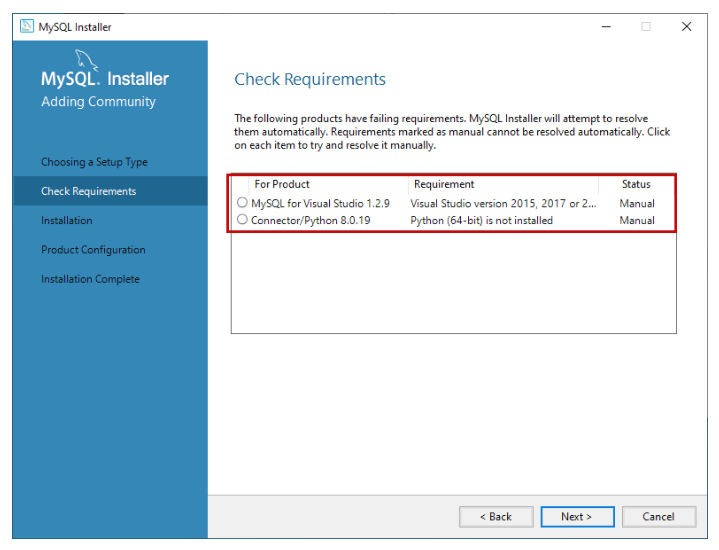 MySQL Installer
MySQL. Installer
Adding Community
Choosing a Setup Type
Check Requirements
Installation
Product Configuration
Installation Complete
Check Requirements
The following products have failing requirements. MySQL Installer will attempt to resolve
them automatically. Requirements marked as manual cannot be resolved automatically. Click
on each item to try and resolve it manually.
For Product Requirement Status
MySQL for Visual Studio 1.2.9 Visual Studio version 2015, 2017 or 2... Manual
Connector/Python 8.0.19 Python (64-bit) is not installed Manual
< Back Next > Cancel